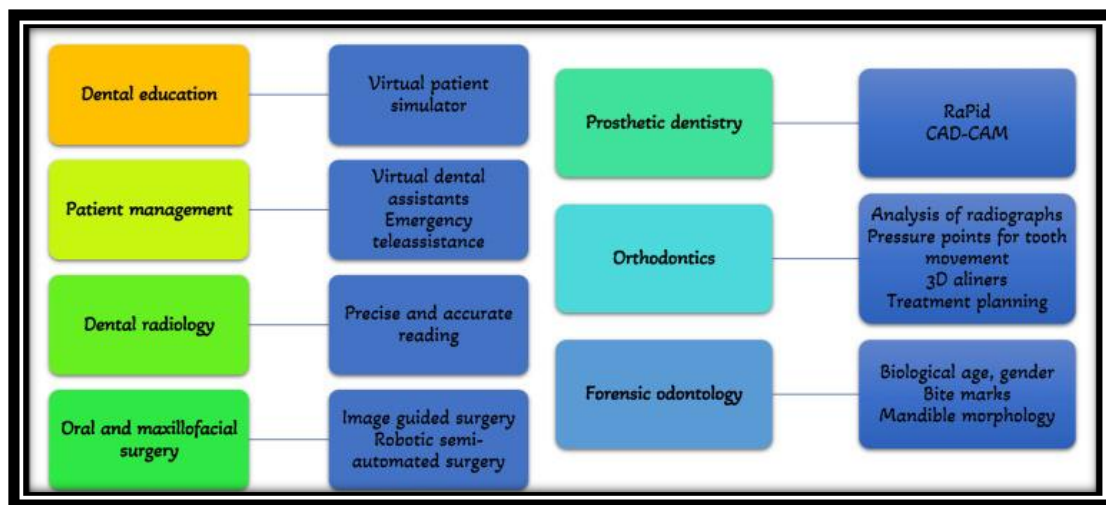 Dental education
Virtual patient
simulator
Patient management
Virtual dental
assistants
Emergency
teleassistance
Dental radiology
Precise and accurate
reading
Oral and maxillofacial
surgery
Image guided surgery
Robotic semi-
automated surgery
Prosthetic dentistry
RaPid
CAD-CAM
Orthodontics
Analysis of radiographs
Pressure points for tooth
movement
3D aliners
Treatment planning
Forensic odontology
Biological age, gender
Bite marks
Mandible morphology